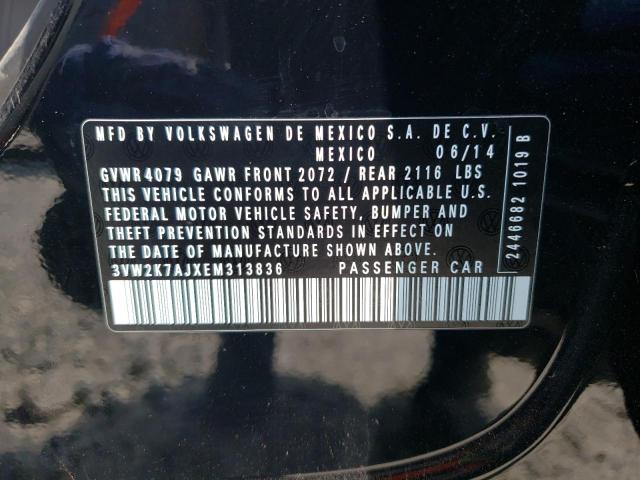 MFD BY VOLKSWAGEN DE MEXICO S.A. DE C.V.
MEXICO 06/14
GVWR 4079 GAWR FRONT 2072 / REAR 2116 LBS
THIS VEHICLE CONFORMS TO ALL APPLICABLE U.S.
FEDERAL MOTOR VEHICLE SAFETY, BUMPER AND
THEFT PREVENTION STANDARDS IN EFFECT ON
THE DATE OF MANUFACTURE SHOWN ABOVE.
3VW2K7AJXEM313836 PASSENGER CAR
2446682 1019 B